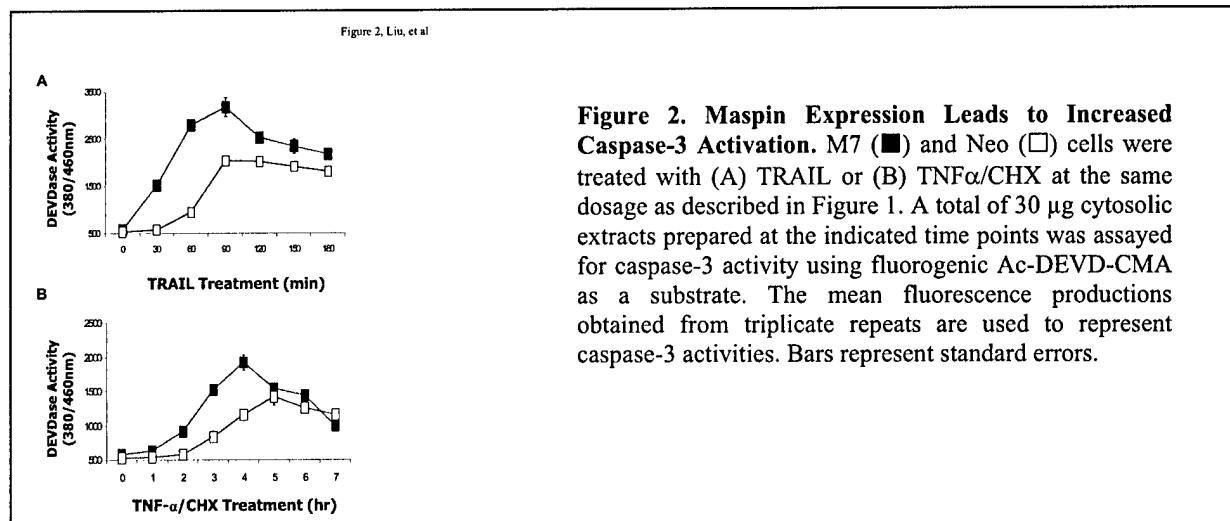 Figure 2, Liu, et al
A
DEVDase Activity
(380/460nm)
3500
2500
1500
500
0 30 60 90 120 150 180
TRAIL Treatment (min)
B
DEVDase Activity
(380/460nm)
2500
2000
1500
1000
500
0 1 2 3 4 5 6 7
TNF-α/CHX Treatment (hr)
Figure 2. Maspin Expression Leads to Increased
Caspase-3 Activation. M7 (■) and Neo (□) cells were
treated with (A) TRAIL or (B) TNFα/CHX at the same
dosage as described in Figure 1. A total of 30 µg cytosolic
extracts prepared at the indicated time points was assayed
for caspase-3 activity using fluorogenic Ac-DEVD-CMA
as a substrate. The mean fluorescence productions
obtained from triplicate repeats are used to represent
caspase-3 activities. Bars represent standard errors.